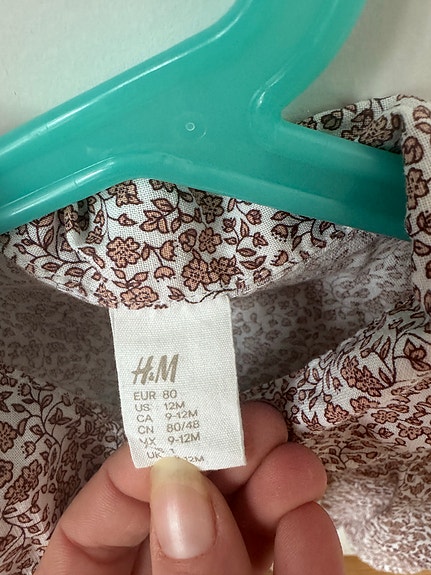 H&M
EUR 80
US 12M
CA 9-12M
CN 80/48
MX 9-12M